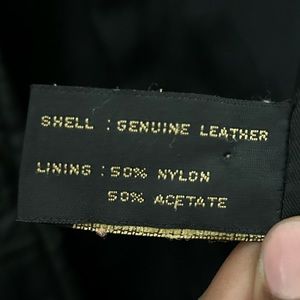 SHELL : GENUINE LEATHER
LINING : 50% NYLON
50% ACETATE